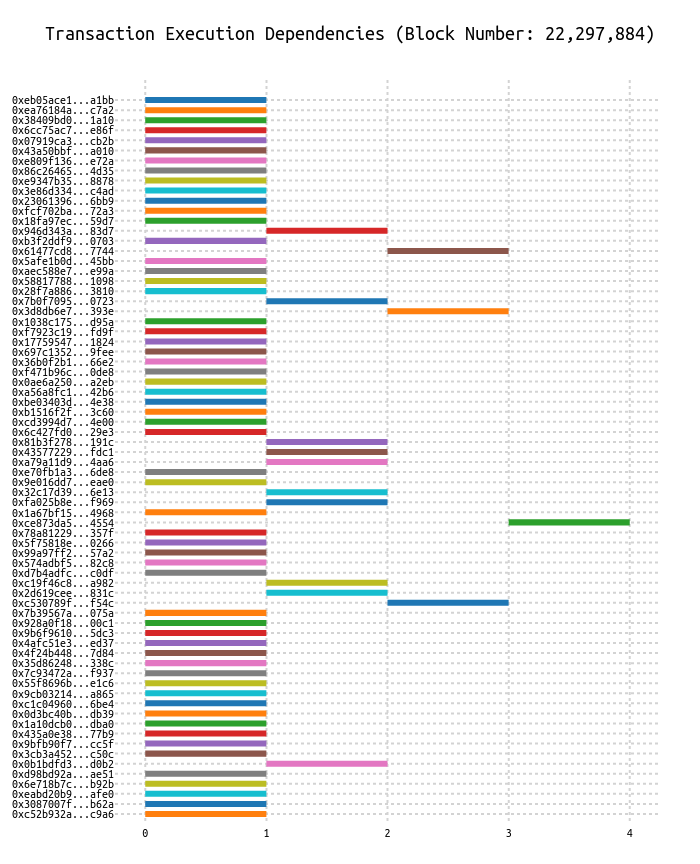 Transaction Execution Dependencies (Block Number: 22,297,884)
0xeb05ace1...a1bb
0xea76184a...c7a2
0x38409bd0...1a10
0x6cc75ac7...e86f
0x07919ca3...cb2b
0x43a50bbf...a010
0xe809f136...e72a
0x86c26465...4d35
0xe9347b35...8878
0x3e86d334...c4ad
0x23061396...6bb9
0xfcf702ba...72a3
0x18fa97ec...59d7
0x946d343a...83d7
0xb3f2ddf9...0703
0x61477cd8...7744
0x5afe1b0d...45bb
0xaec588e7...e99a
0x58817788...1098
0x28f7a886...3810
0x7b0f7095...0723
0x3d8db6e7...393e
0x1038c175...d95a
0xf7923c19...fd9f
0x17759547...1824
0x697c1352...9fee
0x36b0f2b1...66e2
0xf471b96c...0de8
0x0ae6a250...a2eb
0xa56a8fc1...42b6
0xbe03403d...4e38
0xb1516f2f...3c60
0xcd3994d7...4e00
0x6c427fd0...29e3
0x81b3f278...191c
0x43577229...fdc1
0xa79a11d9...4aa6
0xe70fb1a3...6de8
0x9e016dd7...eae0
0x32c17d39...6e13
0xfa025b8e...f969
0x1a67bf15...4968
0xce873da5...4554
0x78a81229...357f
0x5f75818e...0266
0x99a97ff2...57a2
0x574adbf5...82c8
0xd7b4adfc...c0df
0xc19f46c8...a982
0x2d619cee...831c
0xc530789f...f54c
0x7b39567a...075a
0x928a0f18...00c1
0x9b6f9610...5dc3
0x4afc51e3...ed37
0x4f24b448...7d84
0x35d86248...338c
0x7c93472a...f937
0x55f8696b...e1c6
0x9cb03214...a865
0xc1c04960...6be4
0x0d3bc40b...db39
0x1a10dcb0...dba0
0x435a0e38...77b9
0x9bfb90f7...cc5f
0x3cb3a452...c50c
0x0b1bdfd3...d0b2
0xd98bd92a...ae51
0x6e718b7c...b92b
0xeabd20b9...afe0
0x3087007f...b62a
0xc52b932a...c9a6
0 1 2 3 4